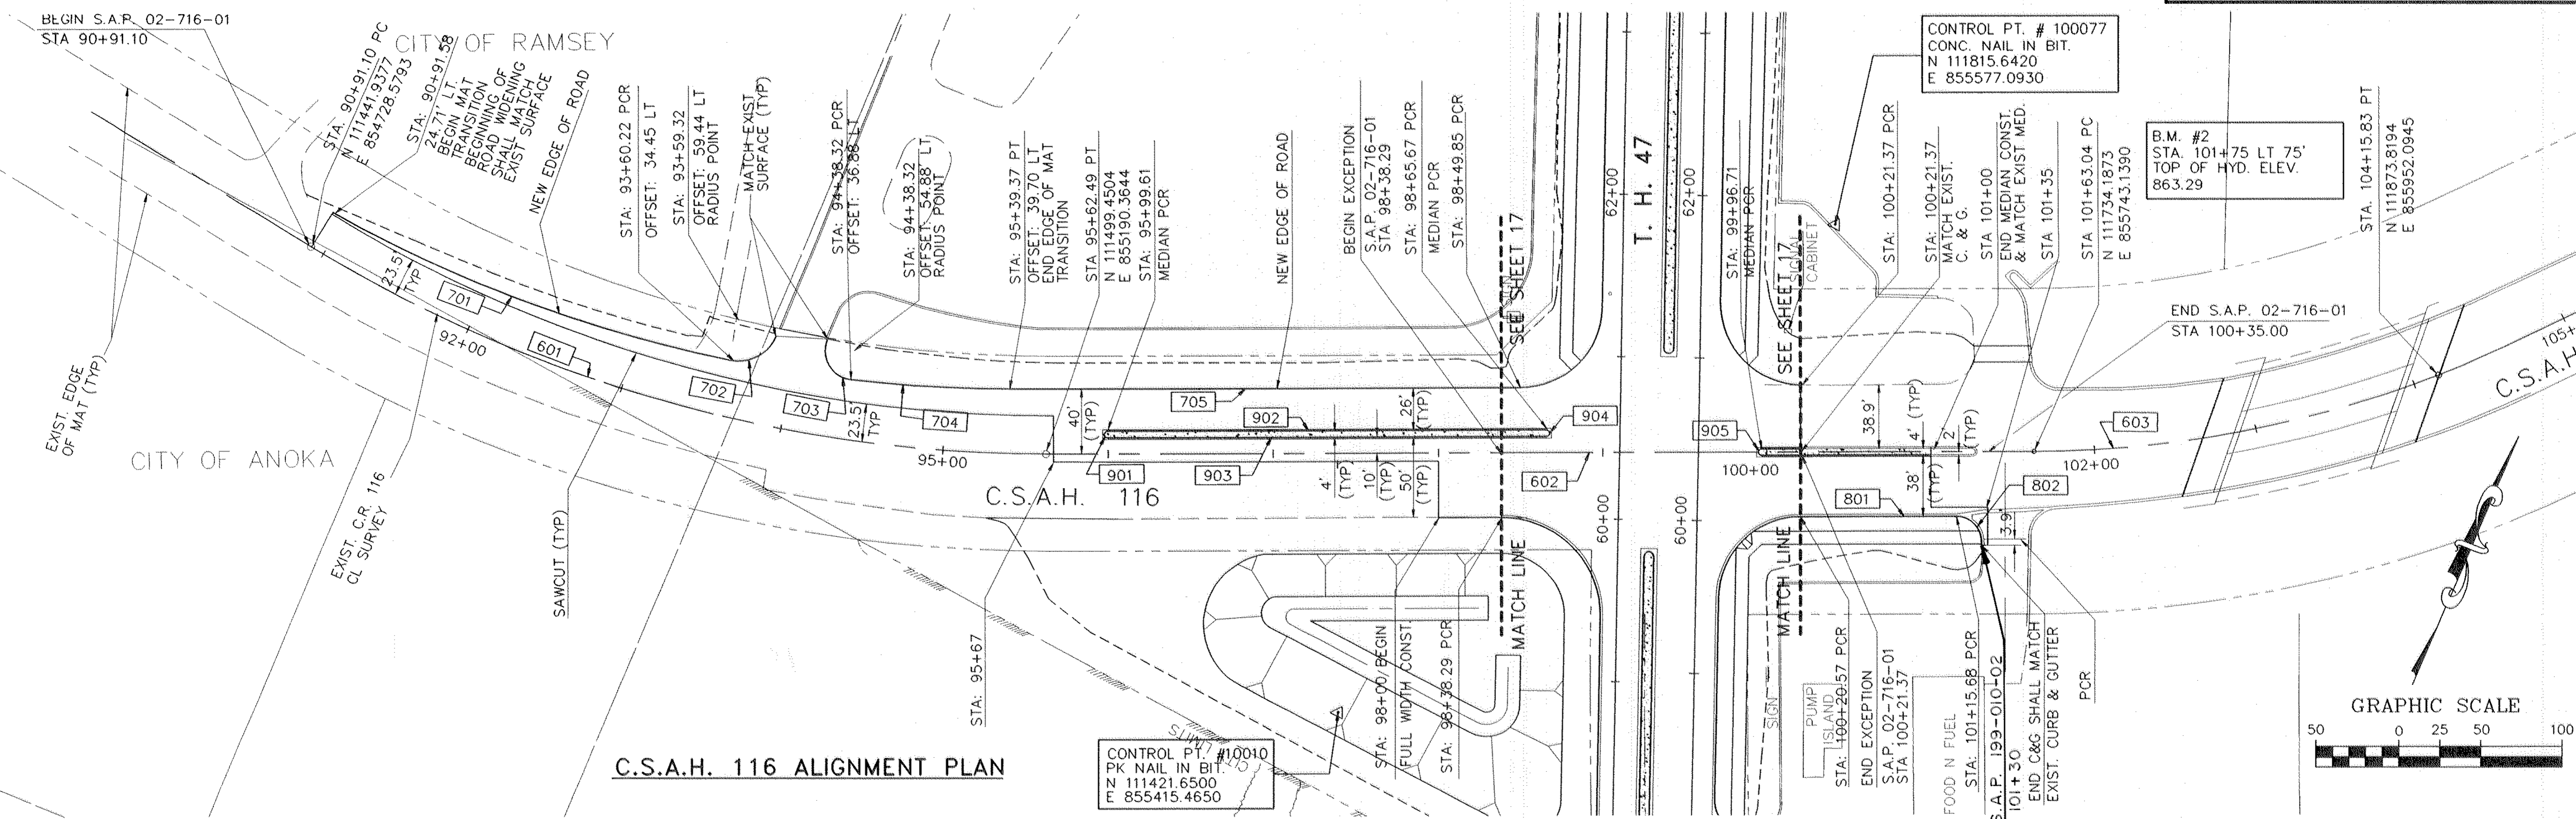 BEGIN S.A.P. 02-716-01
STA 90+91.10
CITY OF RAMSEY
STA. 90+91.10 PC
N 111441.9377
E 854728.5793
STA: 90+91.58
24.71' LT.
BEGIN MAT
TRANSITION
BEGINNING OF
ROAD WIDENING
SHALL MATCH
EXIST SURFACE
NEW EDGE OF ROAD
STA: 93+60.22 PCR
OFFSET: 34.45 LT
STA: 93+59.32
OFFSET: 59.44 LT
RADIUS POINT
MATCH EXIST
SURFACE (TYP)
STA: 94+38.32 PCR
OFFSET: 36.88 LT
STA: 94+38.32
OFFSET: 54.88' LT
RADIUS POINT
STA: 95+39.37 PT
OFFSET: 39.70 LT
END EDGE OF MAT
TRANSITION
STA 95+62.49 PT
N 111499.4504
E 855190.3644
STA: 95+99.61
MEDIAN PCR
NEW EDGE OF ROAD
BEGIN EXCEPTION
S.A.P. 02-716-01
STA 98+38.29
STA: 98+65.67 PCR
MEDIAN PCR
STA: 98+49.85 PCR
SEE SHEET 17
62+00
T. H. 47
62+00
STA: 99+96.71
MEDIAN PCR
SEE SHEET 17
SIGNAL
CABINET
CONTROL PT. # 100077
CONC. NAIL IN BIT.
N 111815.6420
E 855577.0930
STA: 100+21.37 PCR
STA: 100+21.37
MATCH EXIST.
C. & G.
STA 101+00
END MEDIAN CONST.
& MATCH EXIST MED.
STA 101+35
STA 101+63.04 PC
N 111734.1873
E 855743.1390
B.M. #2
STA. 101+75 LT 75'
TOP OF HYD. ELEV.
863.29
STA. 104+15.83 PT
N 111873.8194
E 855952.0945
END S.A.P. 02-716-01
STA 100+35.00
105+
C.S.A.H
EXIST. EDGE
OF MAT (TYP)
23.5'
TYP
701
92+00
601
702
703
23.5'
TYP
704
40'
(TYP)
705
902
26'
(TYP)
904
905
38.9'
4' (TYP)
2'
(TYP)
603
CITY OF ANOKA
EXIST. C.R. 116
CL SURVEY
SAWCUT (TYP)
95+00
901
903
4'
(TYP)
10'
(TYP)
50'
(TYP)
602
100+00
38'
(TYP)
102+00
C.S.A.H. 116
801
802
3.9'
60+00
60+00
STA: 95+67
MATCH LINE
MATCH LINE
STA: 98+00/BEGIN
FULL WIDTH CONST.
STA: 98+38.29 PCR
SIGN
PUMP
ISLAND
STA: 100+20.57 PCR
END EXCEPTION
S.A.P. 02-716-01
STA 100+21.37
FOOD N FUEL
STA: 101+15.68 PCR
S.A.P. 199-010-02
101+30
END C&G SHALL MATCH
EXIST. CURB & GUTTER
PCR
CITY LIMITS
CONTROL PT. #10010
PK NAIL IN BIT.
N 111421.6500
E 855415.4650
C.S.A.H. 116 ALIGNMENT PLAN
GRAPHIC SCALE
50 0 25 50 100